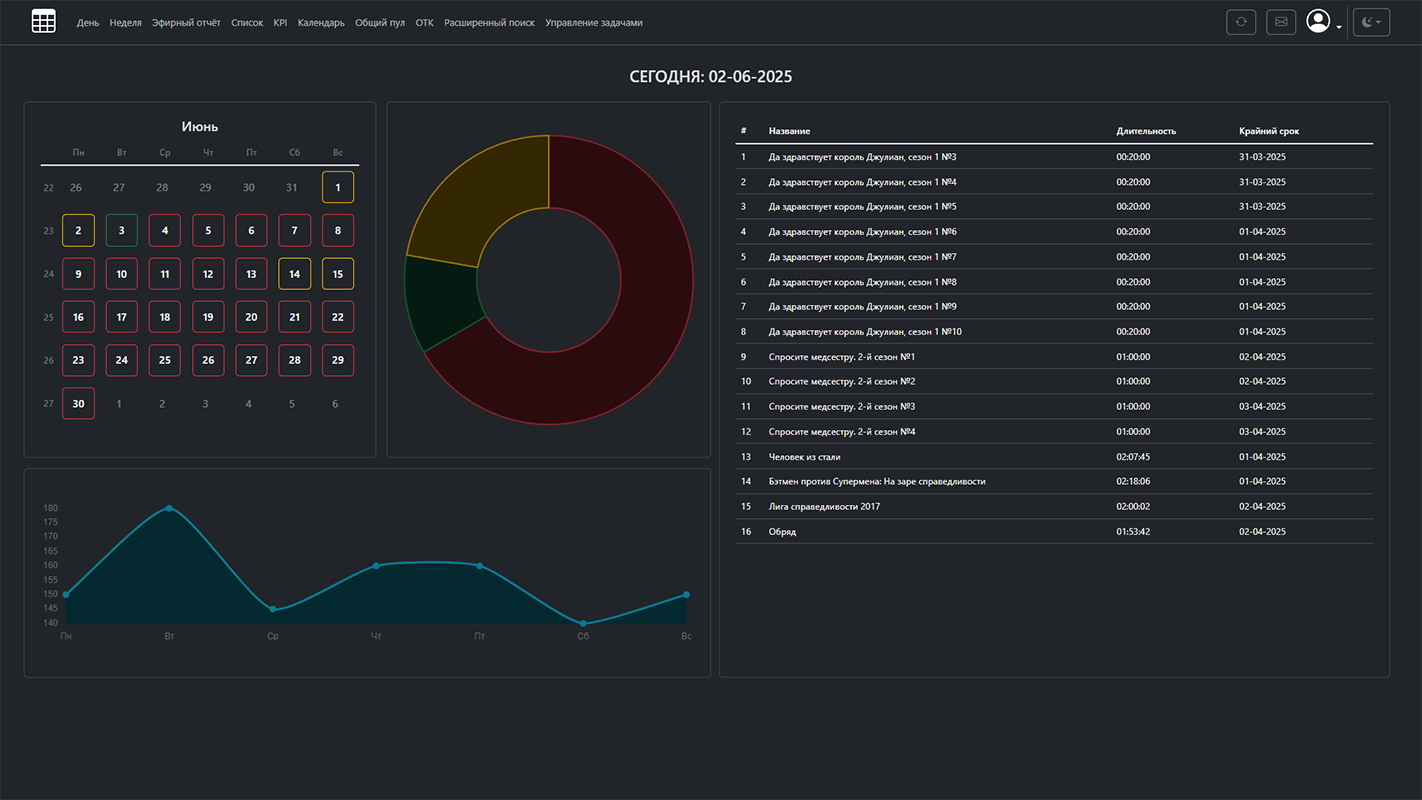 День Неделя Эфирный отчёт Список KPI Календарь Общий пул ОТК Расширенный поиск Управление задачами
СЕГОДНЯ: 02-06-2025
Июнь
Пн Вт Ср Чт Пт Сб Вс
22 26 27 28 29 30 31 1
23 2 3 4 5 6 7 8
24 9 10 11 12 13 14 15
25 16 17 18 19 20 21 22
26 23 24 25 26 27 28 29
27 30 1 2 3 4 5 6
180
175
170
165
160
155
150
145
140
Пн Вт Ср Чт Пт Сб Вс
# Название Длительность Крайний срок
1 Да здравствует король Джулиан, сезон 1 №3 00:20:00 31-03-2025
2 Да здравствует король Джулиан, сезон 1 №4 00:20:00 31-03-2025
3 Да здравствует король Джулиан, сезон 1 №5 00:20:00 31-03-2025
4 Да здравствует король Джулиан, сезон 1 №6 00:20:00 01-04-2025
5 Да здравствует король Джулиан, сезон 1 №7 00:20:00 01-04-2025
6 Да здравствует король Джулиан, сезон 1 №8 00:20:00 01-04-2025
7 Да здравствует король Джулиан, сезон 1 №9 00:20:00 01-04-2025
8 Да здравствует король Джулиан, сезон 1 №10 00:20:00 01-04-2025
9 Спросите медсестру. 2-й сезон №1 01:00:00 02-04-2025
10 Спросите медсестру. 2-й сезон №2 01:00:00 02-04-2025
11 Спросите медсестру. 2-й сезон №3 01:00:00 03-04-2025
12 Спросите медсестру. 2-й сезон №4 01:00:00 03-04-2025
13 Человек из стали 02:07:45 01-04-2025
14 Бэтмен против Супермена: На заре справедливости 02:18:06 01-04-2025
15 Лига справедливости 2017 02:00:02 02-04-2025
16 Обряд 01:53:42 02-04-2025